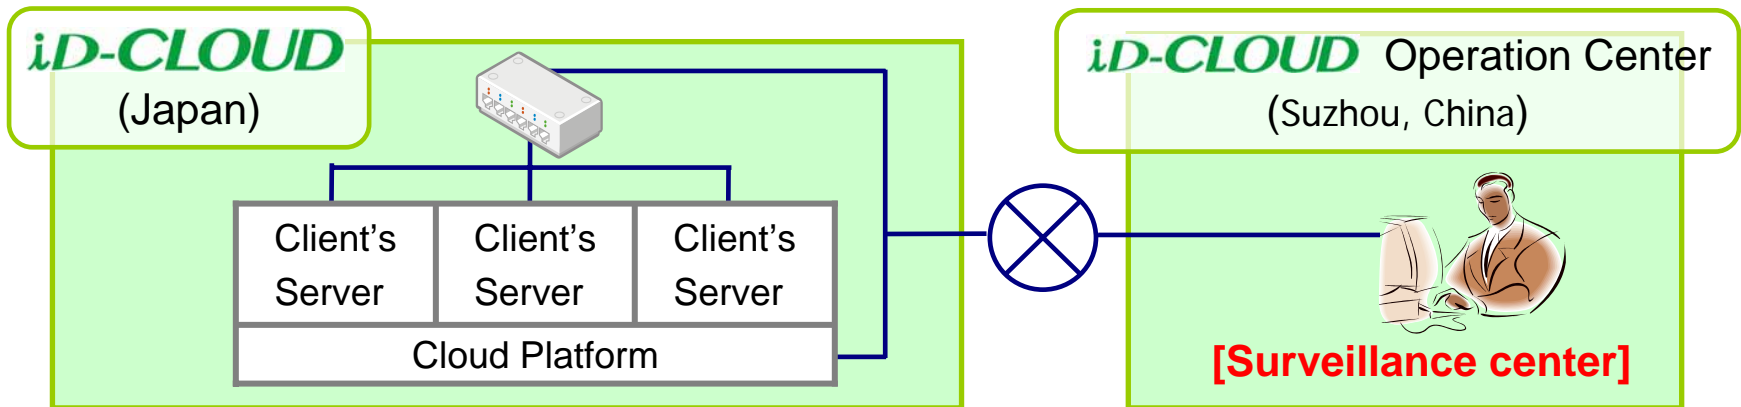 iD-CLOUD
(Japan)
iD-CLOUD Operation Center
(Suzhou, China)
Client's Client's Client's
Server Server Server
Cloud Platform
[Surveillance center]